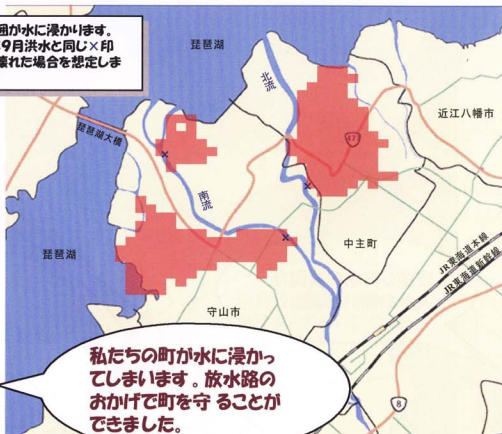 囲が水に浸かります。
9月洪水と同じ×印
壊れた場合を想定しま
琵琶湖
北流
近江八幡市
琵琶湖大橋
47
南流
琵琶湖
中主町
JR東海道本線
JR東海道新幹線
守山市
8
私たちの町が水に浸かっ
てしまいます。放水路の
おかげで町を守ることが
できました。